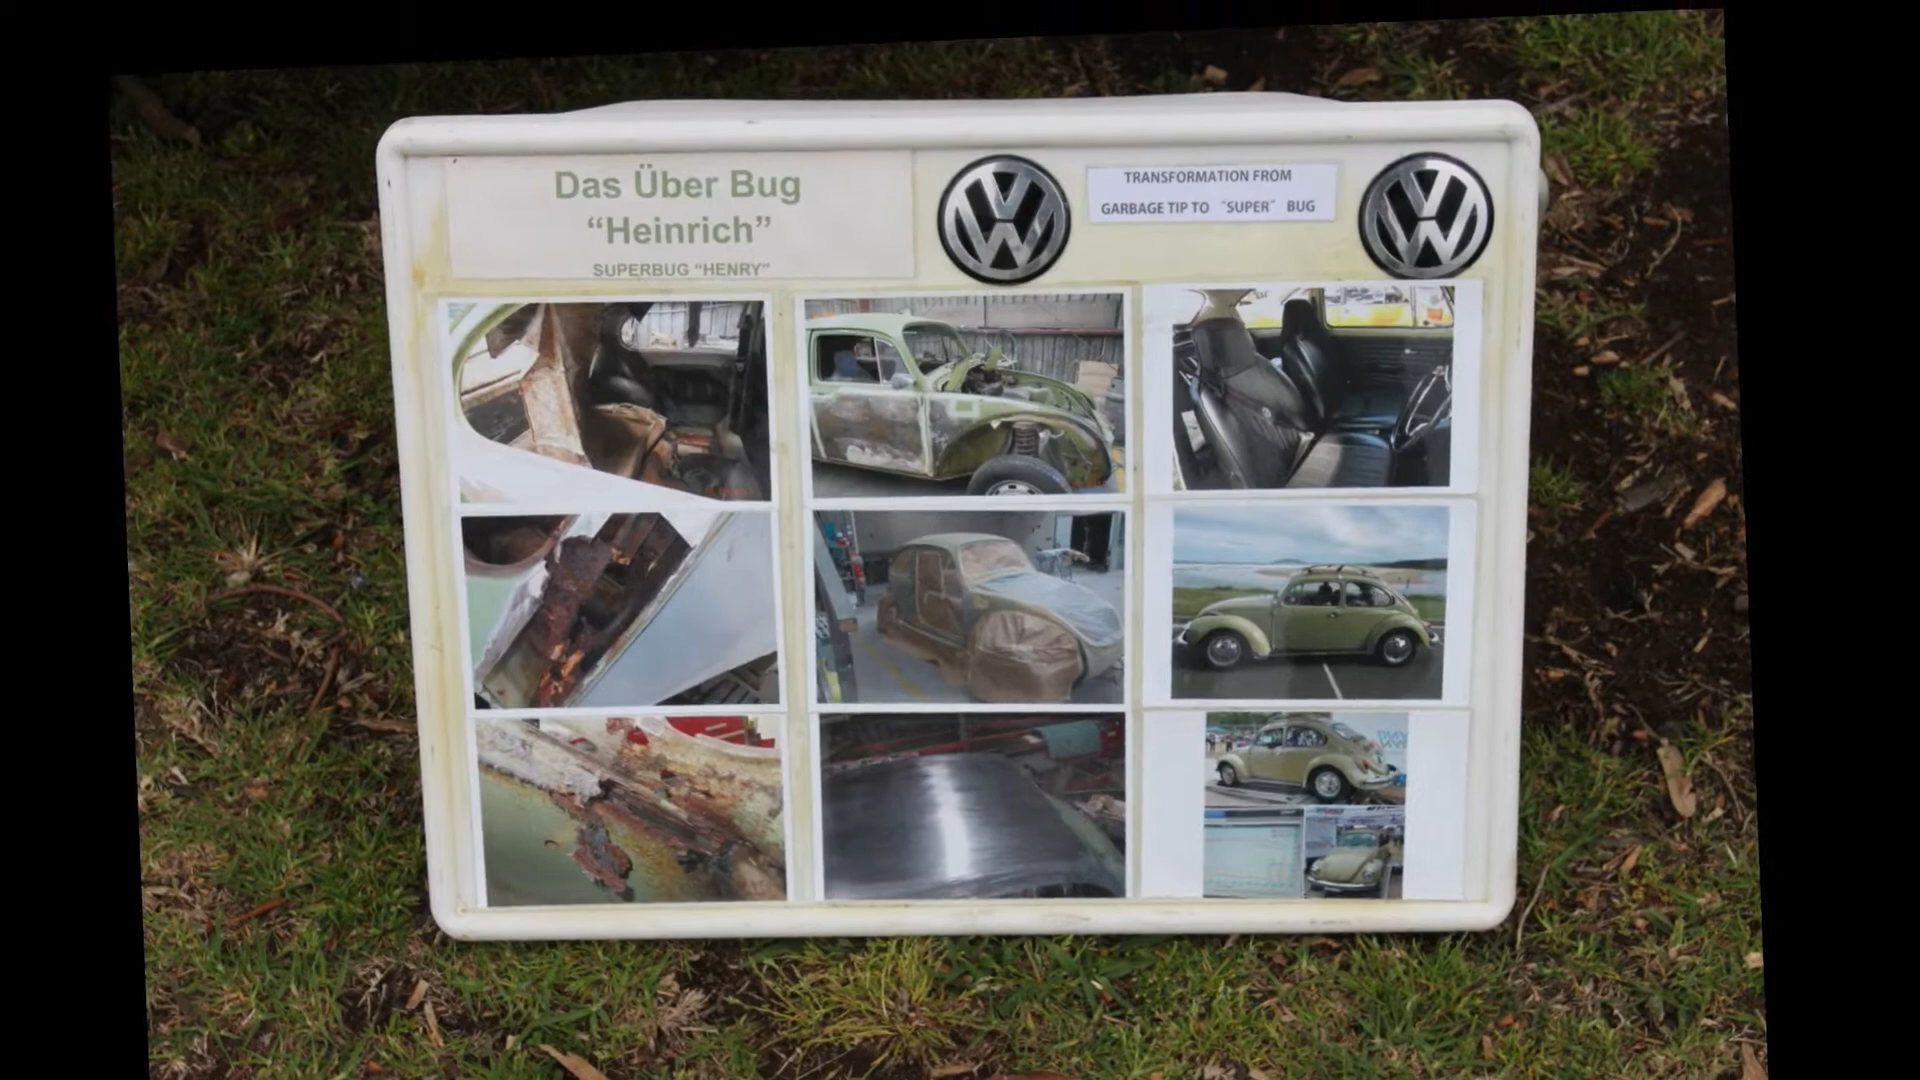 Das Über Bug
“Heinrich”
SUPERBUG “HENRY”
TRANSFORMATION FROM
GARBAGE TIP TO “SUPER” BUG